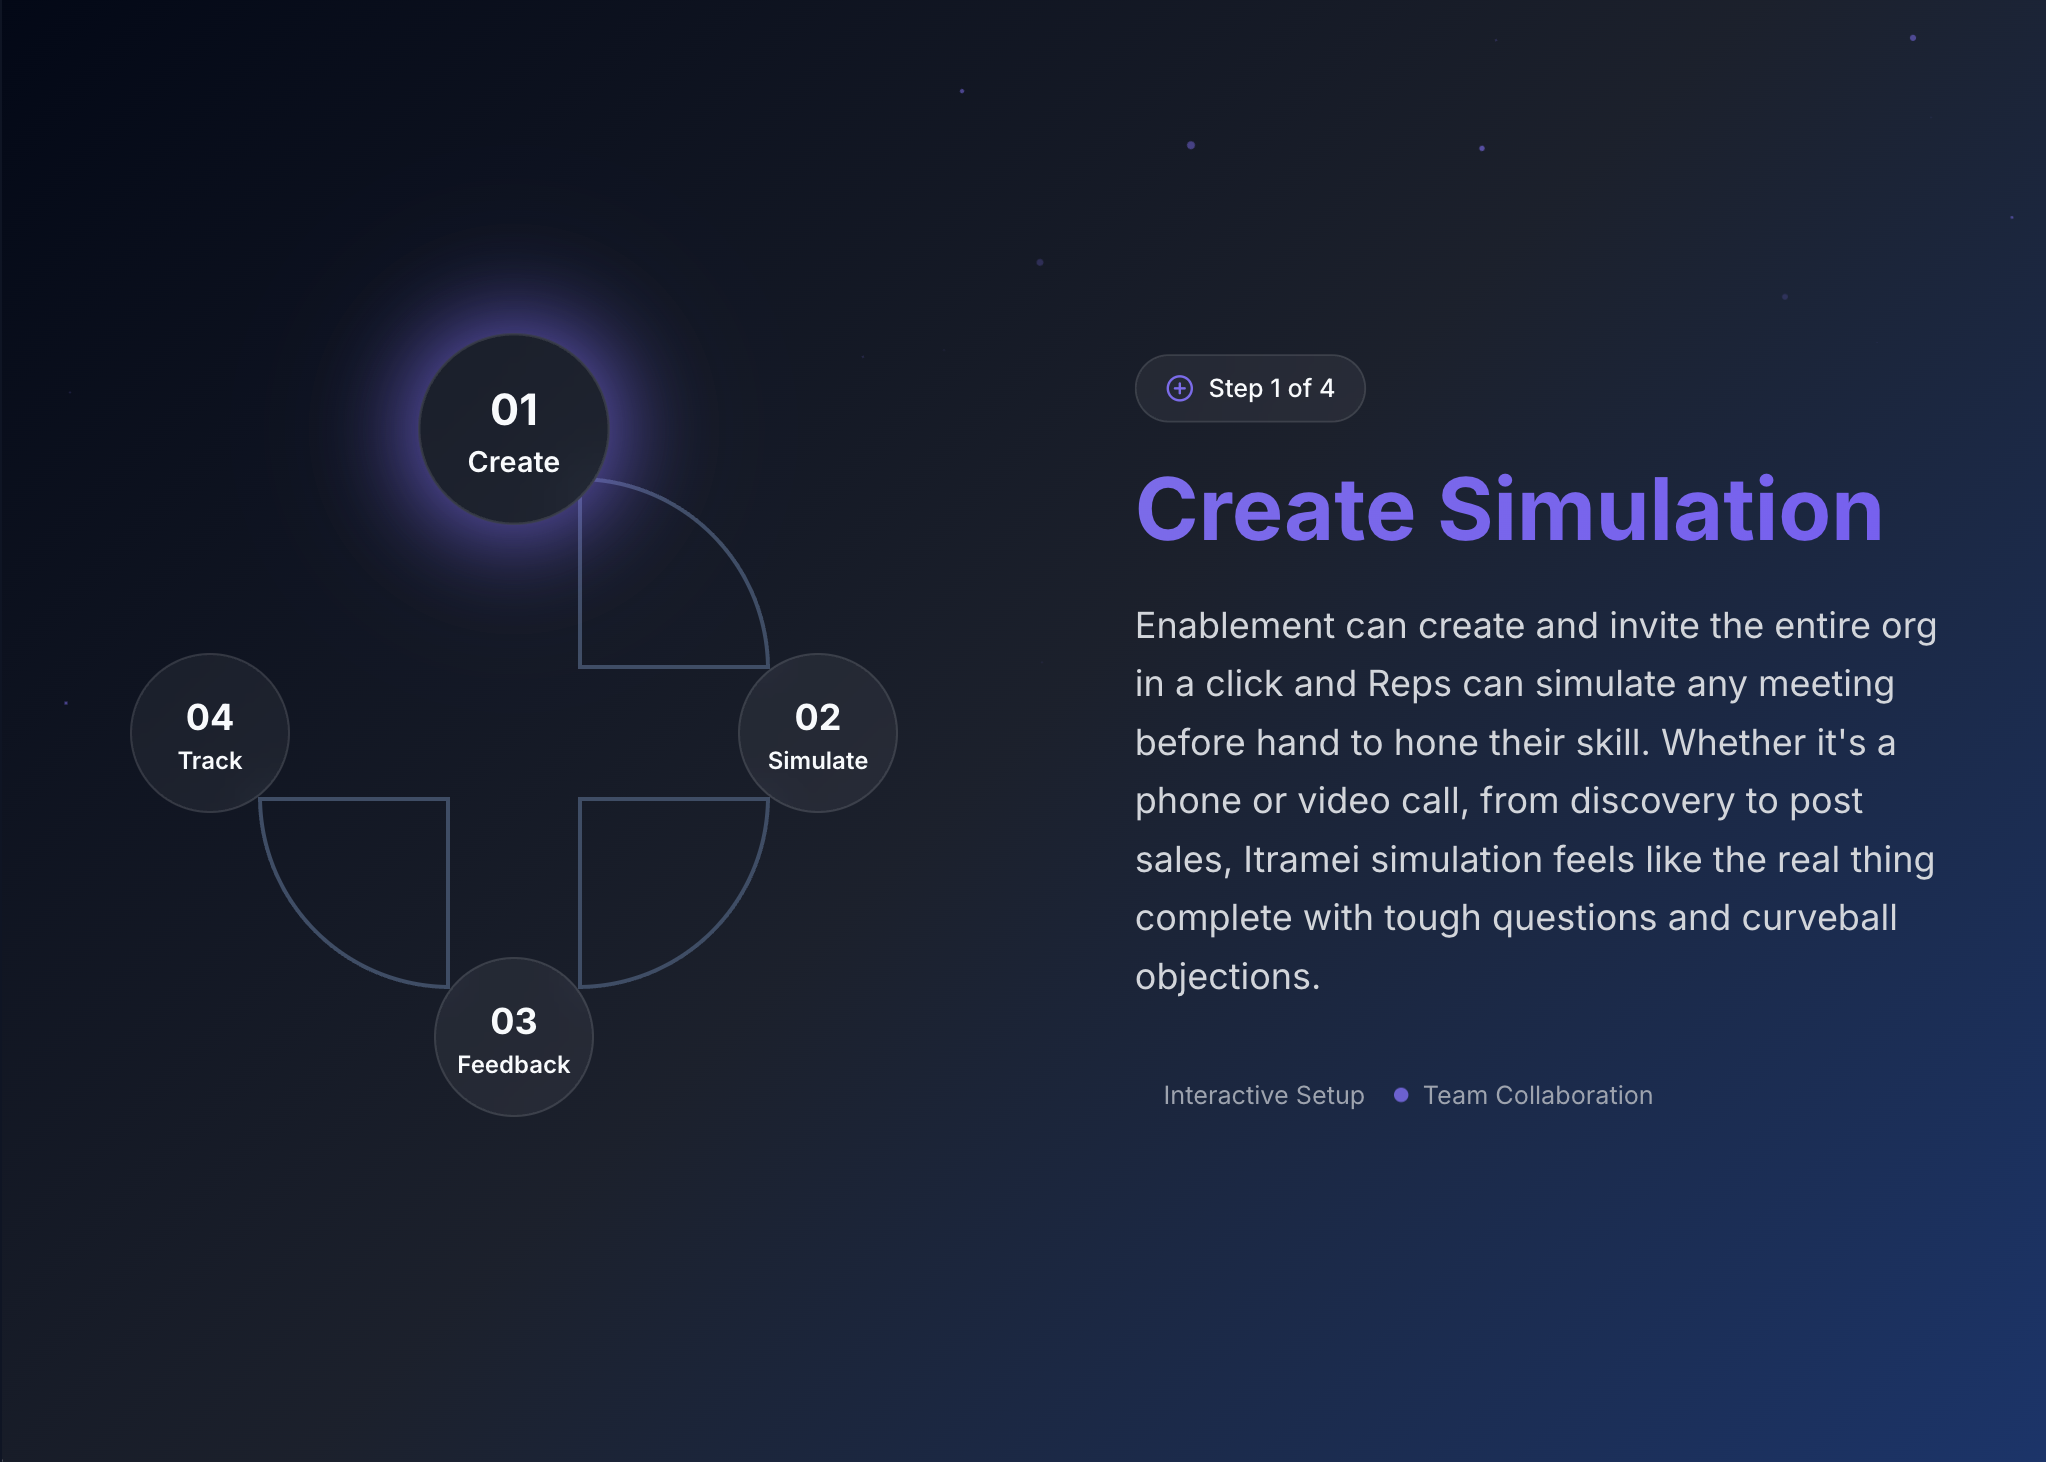 01
Create
04
Track
02
Simulate
03
Feedback
Step 1 of 4
Create Simulation
Enablement can create and invite the entire org
in a click and Reps can simulate any meeting
before hand to hone their skill. Whether it's a
phone or video call, from discovery to post
sales, Itramei simulation feels like the real thing
complete with tough questions and curveball
objections.
Interactive Setup
Team Collaboration